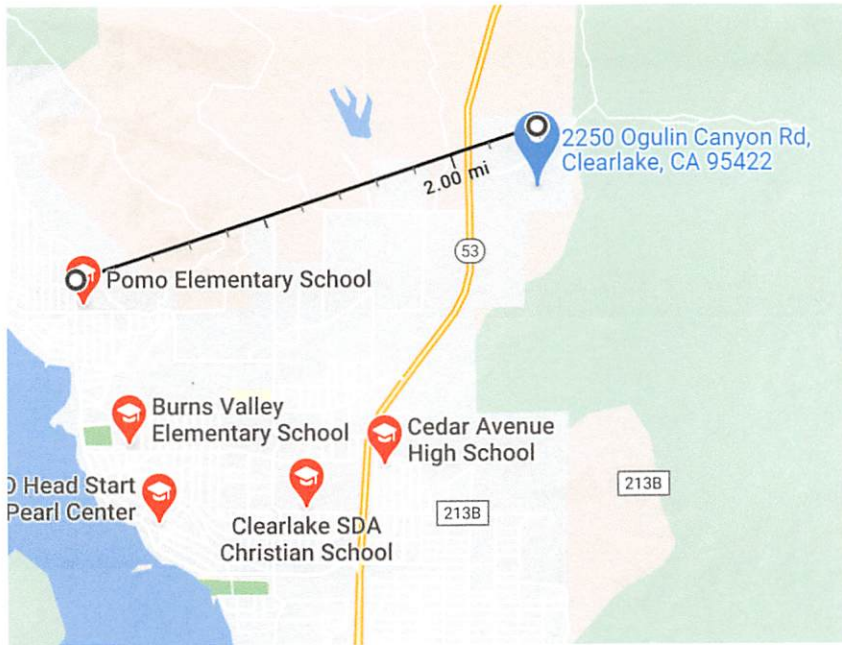 2250 Ogulin Canyon Rd,
Clearlake, CA 95422
2.00 mi
53
Pomo Elementary School
Burns Valley
Elementary School
Cedar Avenue
High School
O Head Start
Pearl Center
Clearlake SDA
Christian School
213B
213B